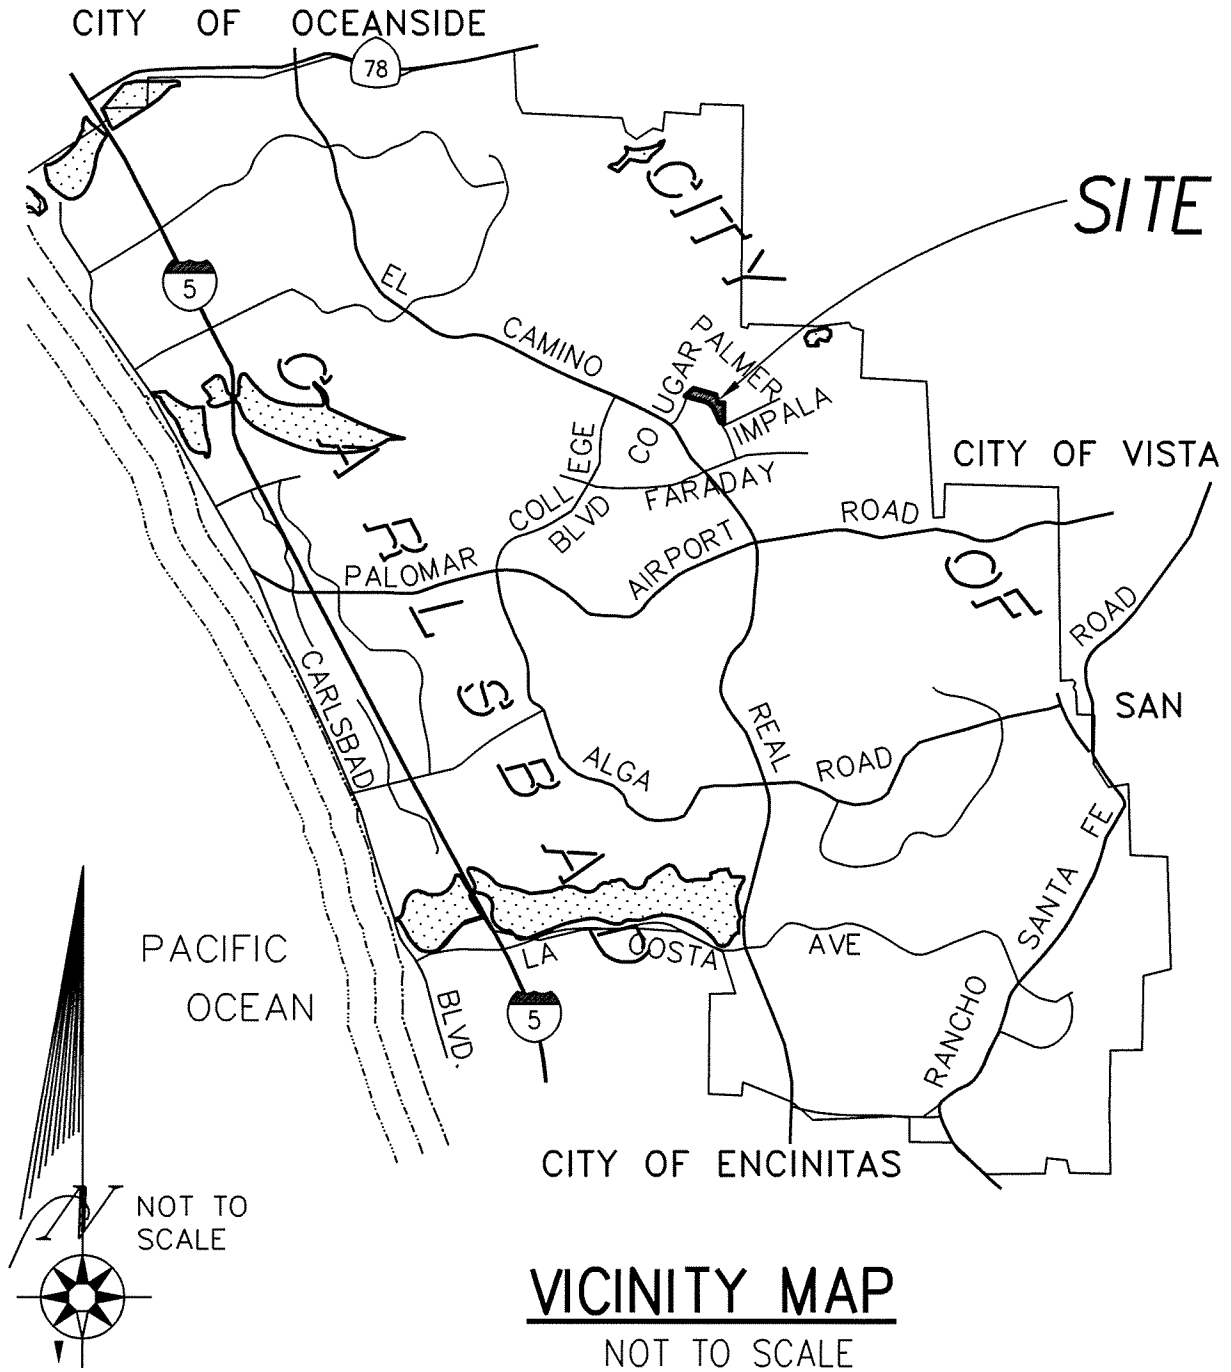 CITY OF OCEANSIDE
78
CITY OF CARLSBAD
SITE
5
EL CAMINO REAL
COUGAR
PALMER
IMPALA
COLLEGE BLVD
FARADAY
CITY OF VISTA
PALOMAR AIRPORT ROAD
CARLSBAD BLVD.
ALGA ROAD
SAN
ROAD
RANCHO SANTA FE
LA COSTA AVE
5
PACIFIC
OCEAN
CITY OF ENCINITAS
N
NOT TO
SCALE
VICINITY MAP
NOT TO SCALE